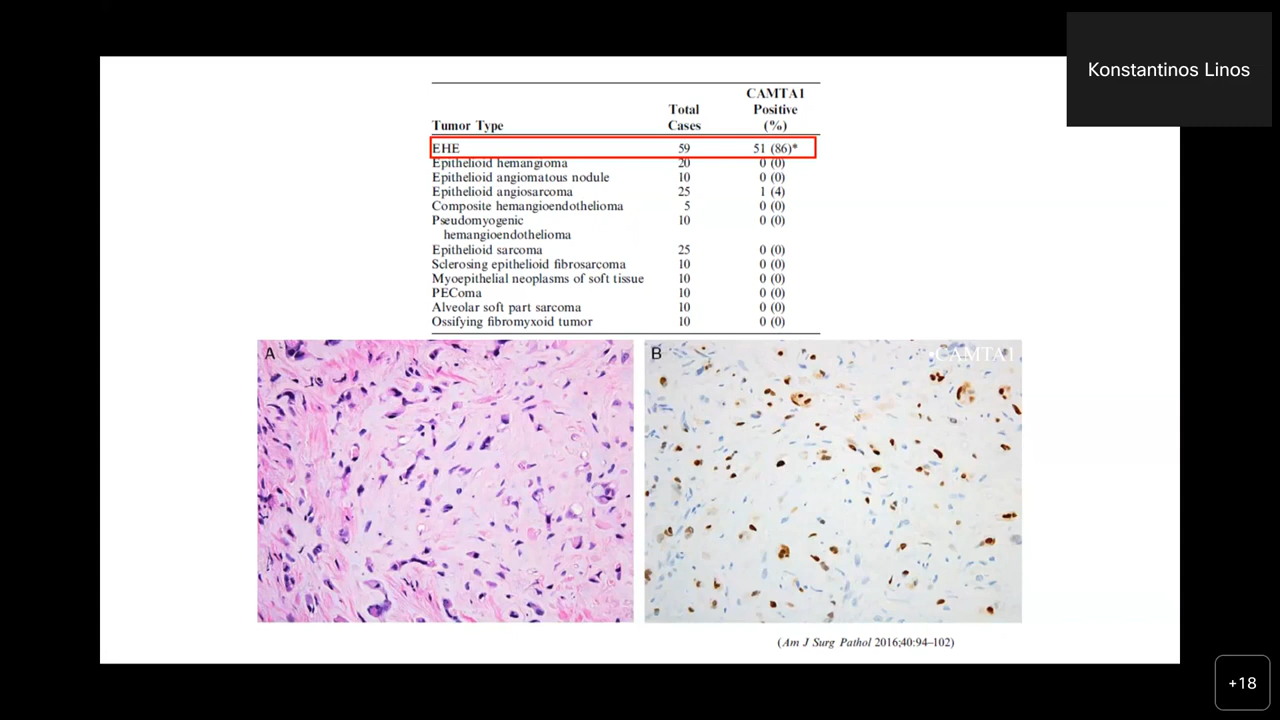 Konstantinos Linos
Tumor Type Total Cases CAMTA1 Positive (%)
EHE 59 51 (86)*
Epithelioid hemangioma 20 0 (0)
Epithelioid angiomatous nodule 10 0 (0)
Epithelioid angiosarcoma 25 1 (4)
Composite hemangioendothelioma 5 0 (0)
Pseudomyogenic 10 0 (0)
hemangioendothelioma
Epithelioid sarcoma 25 0 (0)
Sclerosing epithelioid fibrosarcoma 10 0 (0)
Myoepithelial neoplasms of soft tissue 10 0 (0)
PEComa 10 0 (0)
Alveolar soft part sarcoma 10 0 (0)
Ossifying fibromyxoid tumor 10 0 (0)
A
B
•CAMTA1
(Am J Surg Pathol 2016;40:94–102)
+18